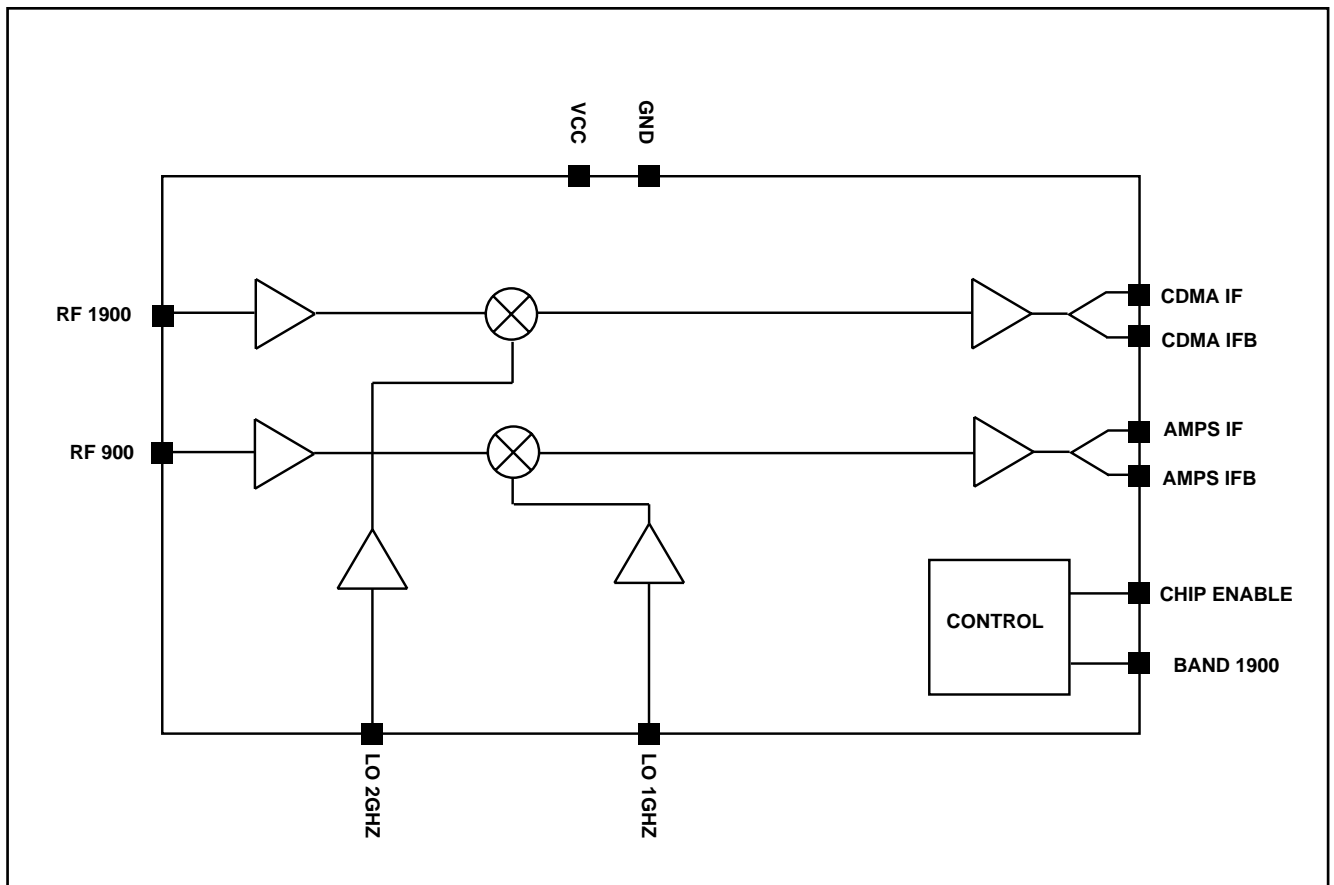 VCC
GND
RF 1900
CDMA IF
CDMA IFB
RF 900
AMPS IF
AMPS IFB
CONTROL
CHIP ENABLE
BAND 1900
LO 2GHZ
LO 1GHZ